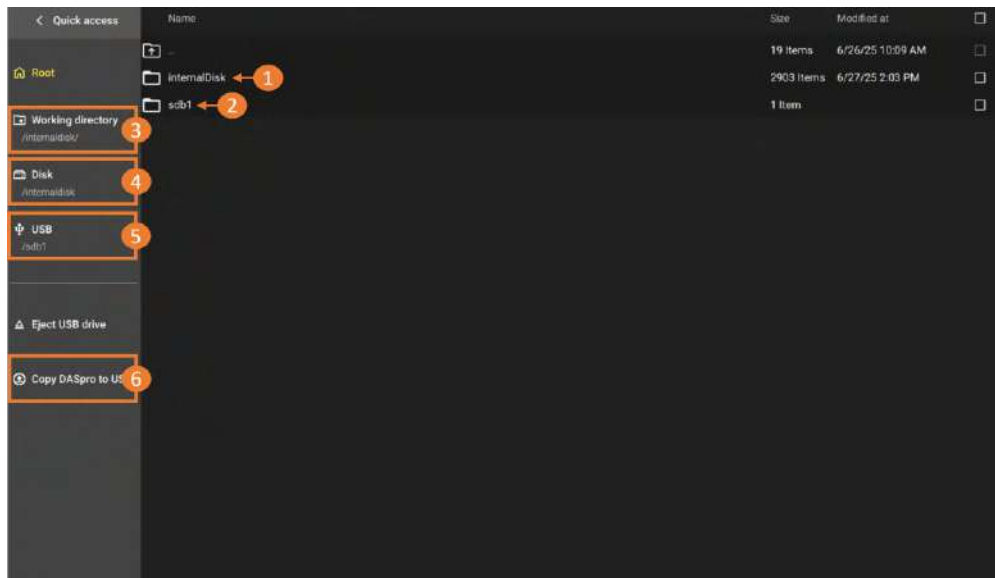 Quick access
Name Size Modified at
.. 19 Items 6/26/25 10:09 AM
Root
internalDisk 1 2903 Items 6/27/25 2:03 PM
sdb1 2 1 Item
Working directory 3
/internaldisk/
Disk 4
/internaldisk
USB 5
/sdb1
Eject USB drive
Copy DASpro to US 6